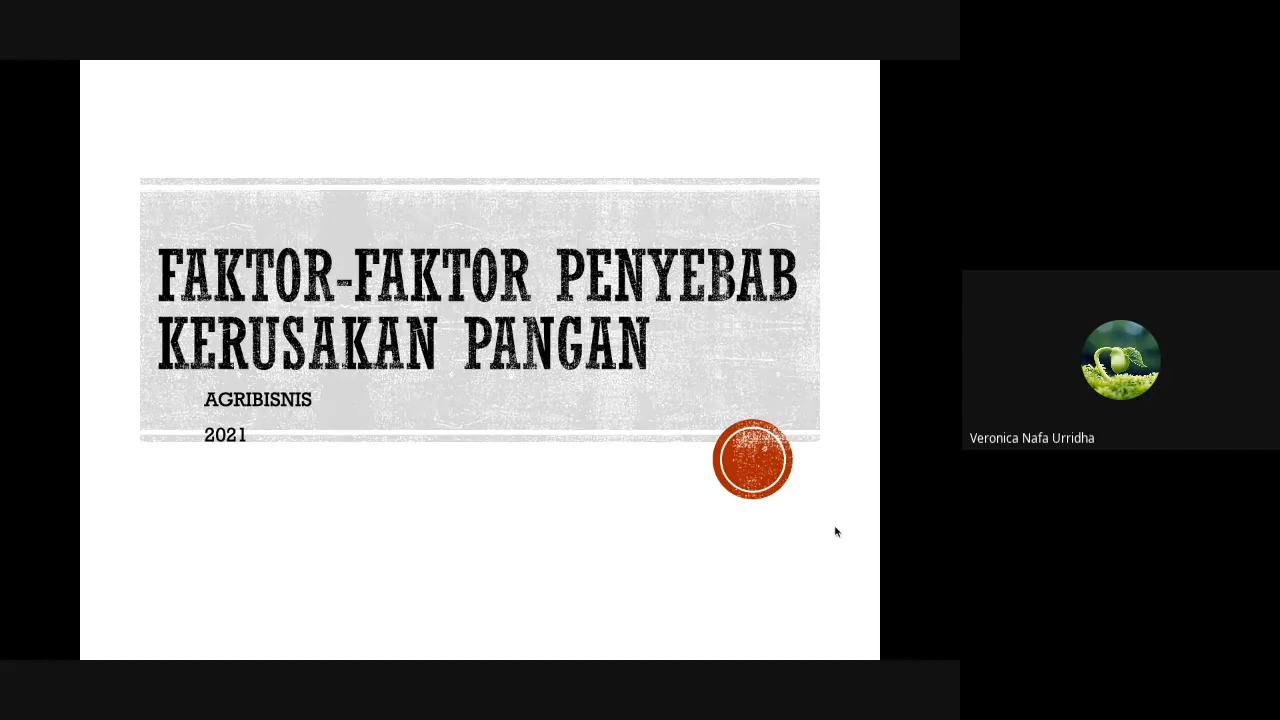 FAKTOR-FAKTOR PENYEBAB
KERUSAKAN PANGAN
AGRIBISNIS
2021
Veronica Nafa Urridha